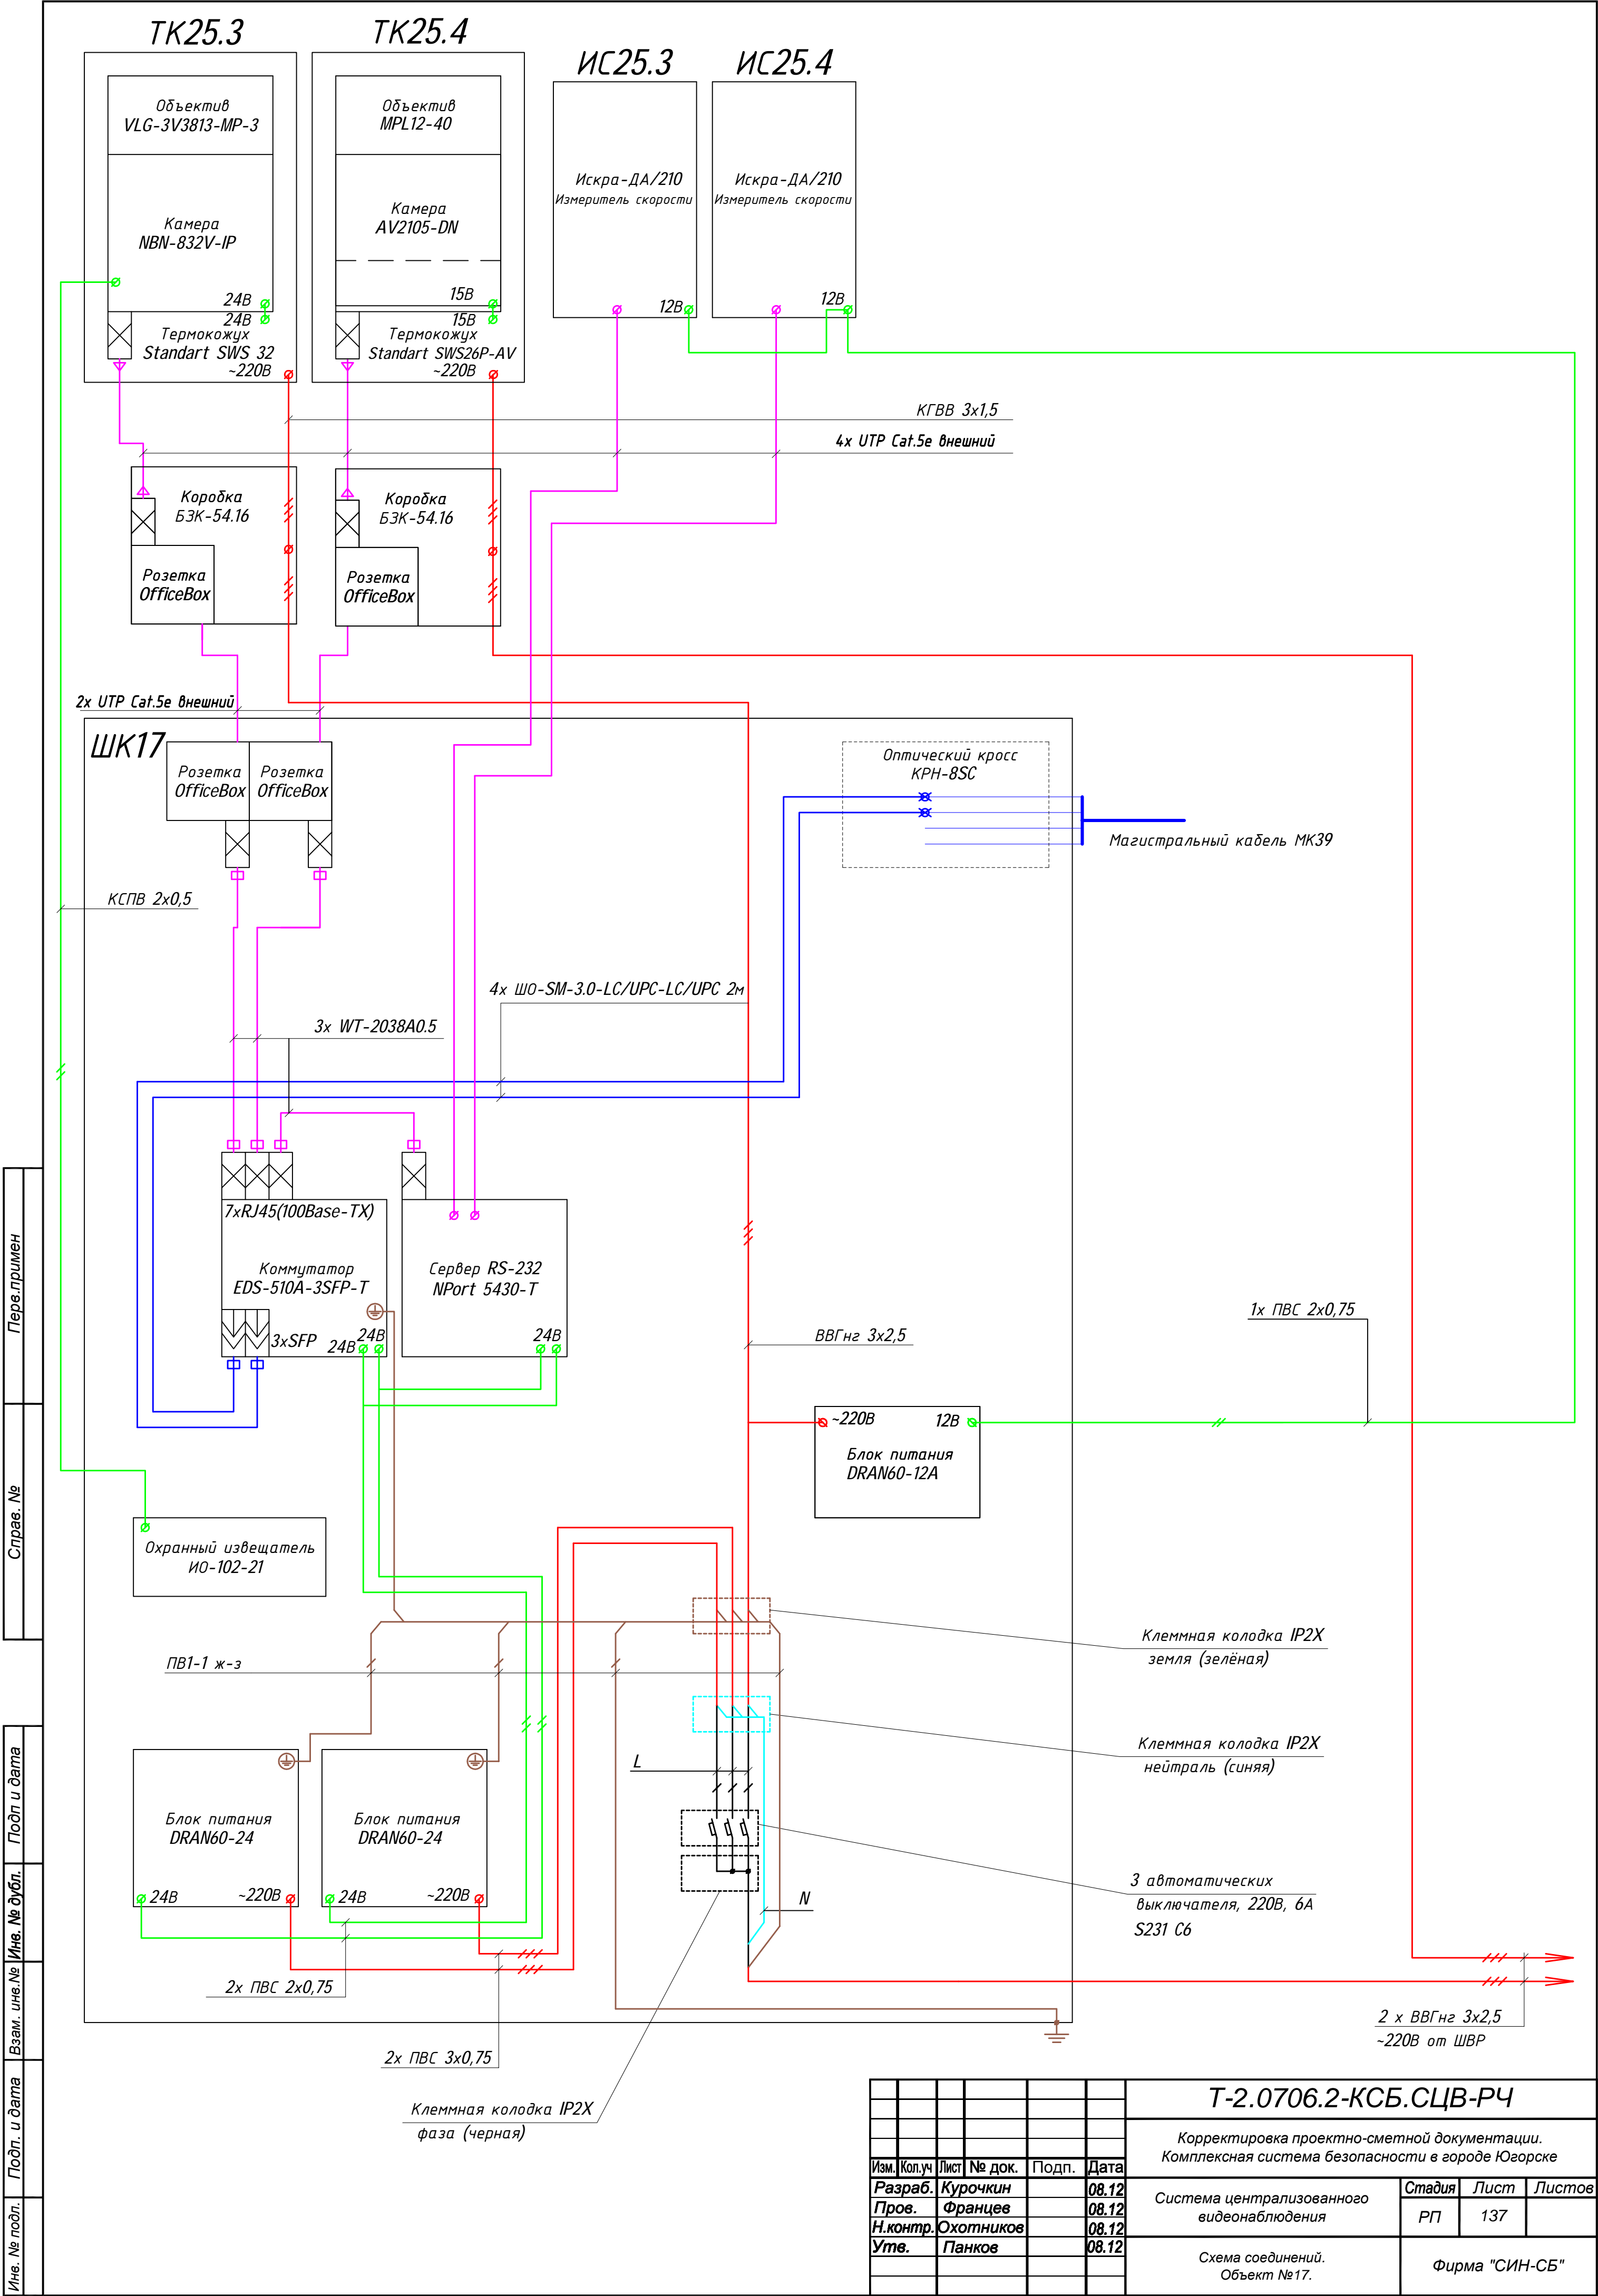 ТК25.3
ТК25.4
ИС25.3
ИС25.4
Объектив
VLG-3V3813-MP-3
Объектив
MPL12-40
Искра-ДА/210
Измеритель скорости
Искра-ДА/210
Измеритель скорости
Камера
NBN-832V-IP
Камера
AV2105-DN
24В
24В
Термокожух
Standart SWS 32
~220В
15В
15В
Термокожух
Standart SWS26P-AV
~220В
12В
12В
КГВВ 3х1,5
4х UTP Cat.5e внешний
Коробка
БЗК-54.16
Коробка
БЗК-54.16
Розетка
OfficeBox
Розетка
OfficeBox
2х UTP Cat.5e внешний
ШК17
Розетка
OfficeBox
Розетка
OfficeBox
Оптический кросс
КРН-8SC
Магистральный кабель МК39
КСПВ 2х0,5
4х ШО-SM-3.0-LC/UPC-LC/UPC 2м
3х WT-2038A0.5
7xRJ45(100Base-TX)
Коммутатор
EDS-510A-3SFP-T
3xSFP
24В
24В
Сервер RS-232
NPort 5430-T
24В
ВВГнг 3х2,5
1х ПВС 2х0,75
~220В
12В
Блок питания
DRAN60-12A
Охранный извещатель
ИО-102-21
Клеммная колодка IP2X
земля (зелёная)
ПВ1-1 ж-з
Клеммная колодка IP2X
нейтраль (синяя)
L
Блок питания
DRAN60-24
24В
~220В
Блок питания
DRAN60-24
24В
~220В
3 автоматических
выключателя, 220В, 6А
S231 C6
N
2х ПВС 2х0,75
2 х ВВГнг 3х2,5
~220В от ШВР
2х ПВС 3х0,75
Клеммная колодка IP2X
фаза (черная)
Перв.примен
Справ. №
Подп и дата
Инв. № дубл.
Взам. инв.№
Подп. и дата
Инв. № подл.
Т-2.0706.2-КСБ.СЦВ-РЧ
Корректировка проектно-сметной документации.
Комплексная система безопасности в городе Югорске
Изм. Кол.уч Лист № док. Подп. Дата
Разраб. Курочкин 08.12
Пров. Францев 08.12
Н.контр. Охотников 08.12
Утв. Панков 08.12
Система централизованного
видеонаблюдения
Стадия Лист Листов
РП 137
Схема соединений.
Объект №17.
Фирма "СИН-СБ"